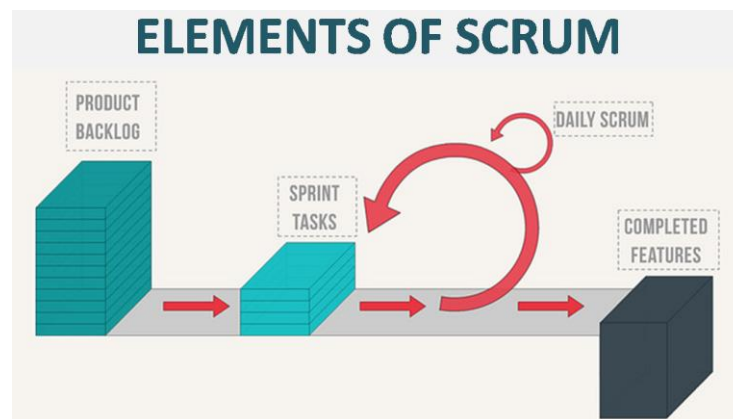 ELEMENTS OF SCRUM
PRODUCT
BACKLOG
SPRINT
TASKS
DAILY SCRUM
COMPLETED
FEATURES